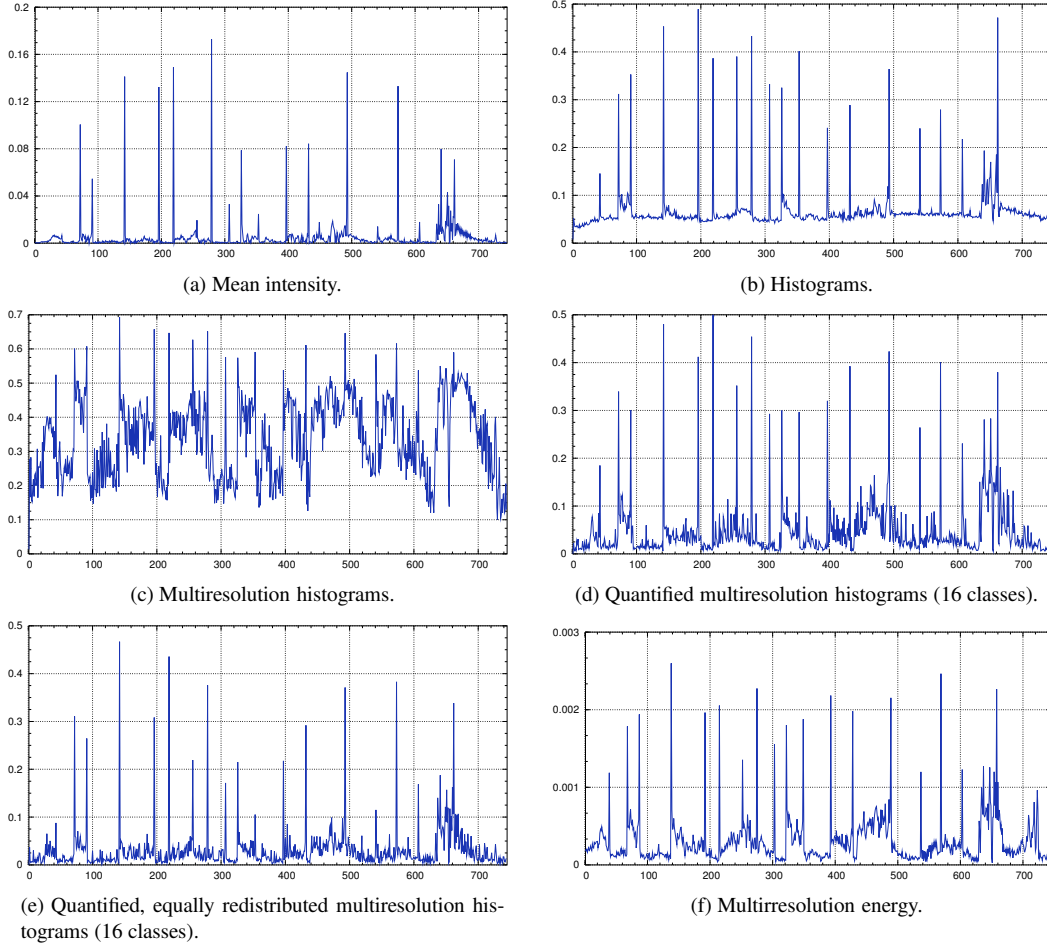 0.2
0.16
0.12
0.08
0.04
0
0 100 200 300 400 500 600 700
(a) Mean intensity.
0.5
0.4
0.3
0.2
0.1
0
0 100 200 300 400 500 600 700
(b) Histograms.
0.7
0.6
0.5
0.4
0.3
0.2
0.1
0
0 100 200 300 400 500 600 700
(c) Multiresolution histograms.
0.5
0.4
0.3
0.2
0.1
0
0 100 200 300 400 500 600 700
(d) Quantified multiresolution histograms (16 classes).
0.5
0.4
0.3
0.2
0.1
0
0 100 200 300 400 500 600 700
(e) Quantified, equally redistributed multiresolution his-
tograms (16 classes).
0.003
0.002
0.001
0
0 100 200 300 400 500 600 700
(f) Multirresolution energy.